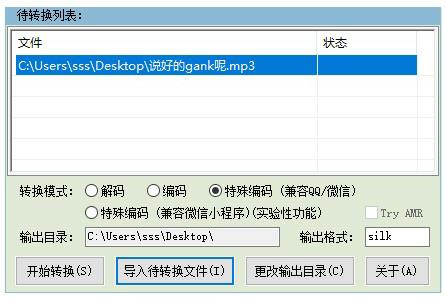 待转换列表:
文件 状态
C:\Users\sss\Desktop\说好的gank呢.mp3
转换模式: 解码 编码 特殊编码 (兼容QQ/微信)
特殊编码 (兼容微信小程序)(实验性功能) Try AMR
输出目录: C:\Users\sss\Desktop\ 输出格式: silk
开始转换(S) 导入待转换文件(I) 更改输出目录(C) 关于(A)